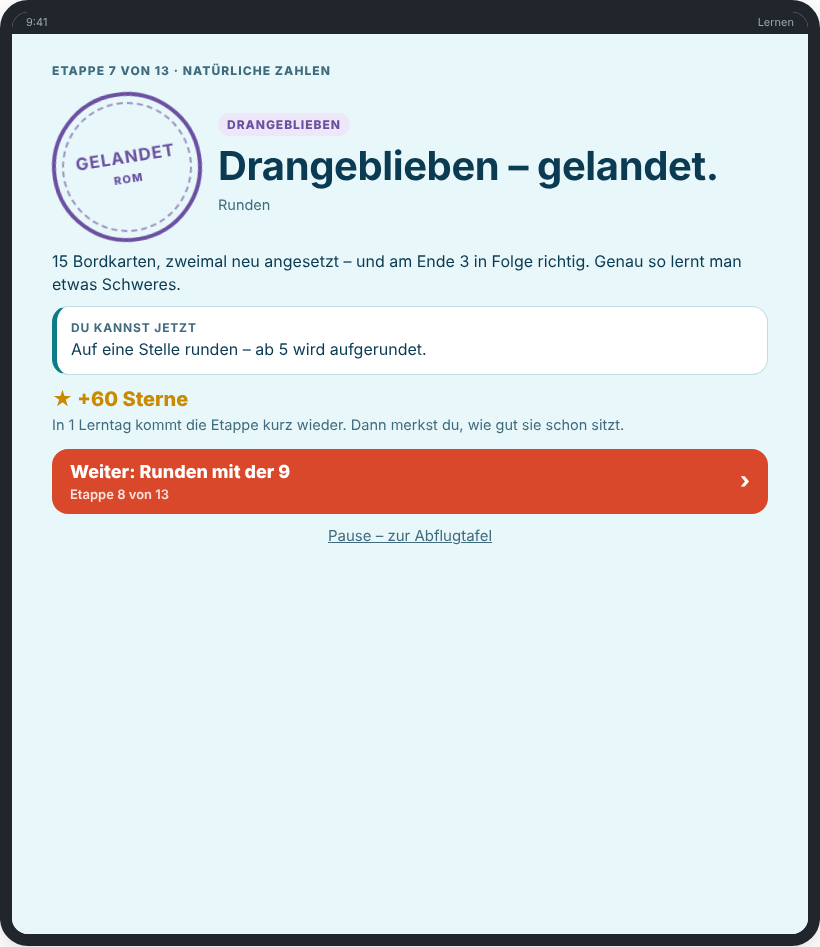 9:41
Lernen
ETAPPE 7 VON 13 · NATÜRLICHE ZAHLEN
GELANDET
ROM
DRANGEBLIEBEN
Drangeblieben – gelandet.
Runden
15 Bordkarten, zweimal neu angesetzt – und am Ende 3 in Folge richtig. Genau so lernt man
etwas Schweres.
DU KANNST JETZT
Auf eine Stelle runden – ab 5 wird aufgerundet.
★ +60 Sterne
In 1 Lerntag kommt die Etappe kurz wieder. Dann merkst du, wie gut sie schon sitzt.
Weiter: Runden mit der 9
Etappe 8 von 13
›
Pause – zur Abflugtafel